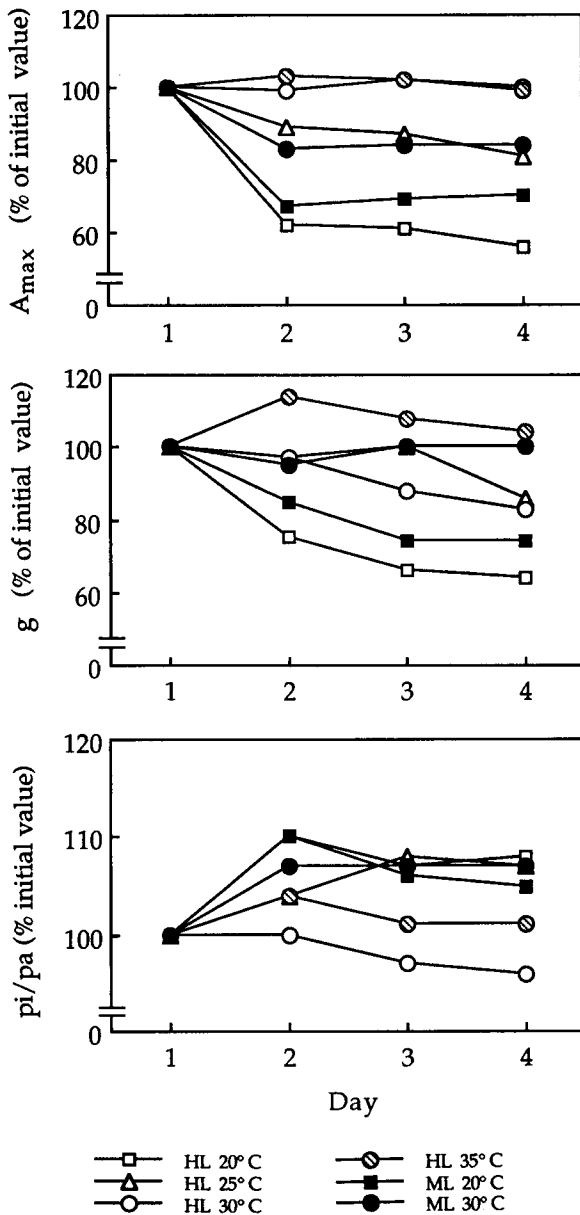 120
100
80
60
0
A max (% of initial value)
1 2 3 4
120
100
80
60
0
g (% of initial value)
1 2 3 4
120
110
100
0
pi/pa (% initial value)
1 2 3 4
Day
HL 20° C
HL 25° C
HL 30° C
HL 35° C
ML 20° C
ML 30° C